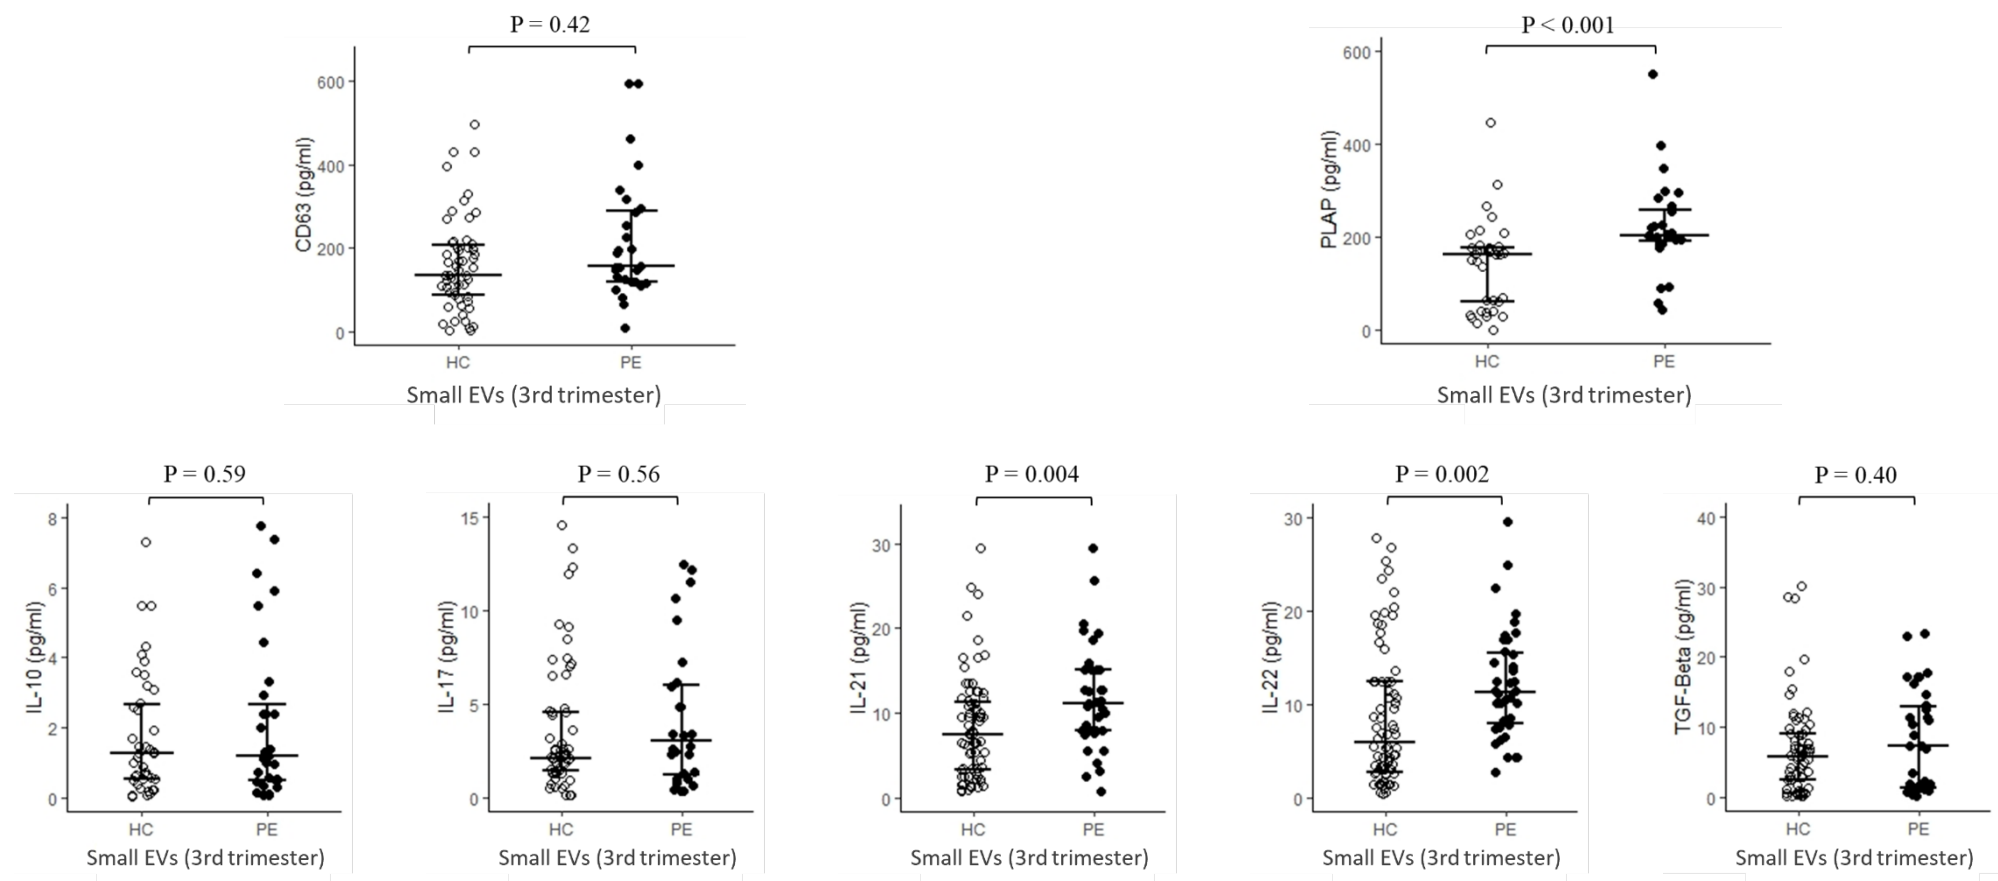 P = 0.42
600
400
200
0
CD63 (pg/ml)
HC PE
Small EVs (3rd trimester)
P < 0.001
600
400
200
0
PLAP (pg/ml)
HC PE
Small EVs (3rd trimester)
P = 0.59
8
6
4
2
0
IL-10 (pg/ml)
HC PE
Small EVs (3rd trimester)
P = 0.56
15
10
5
0
IL-17 (pg/ml)
HC PE
Small EVs (3rd trimester)
P = 0.004
30
20
10
0
IL-21 (pg/ml)
HC PE
Small EVs (3rd trimester)
P = 0.002
30
20
10
0
IL-22 (pg/ml)
HC PE
Small EVs (3rd trimester)
P = 0.40
40
30
20
10
0
TGF-Beta (pg/ml)
HC PE
Small EVs (3rd trimester)